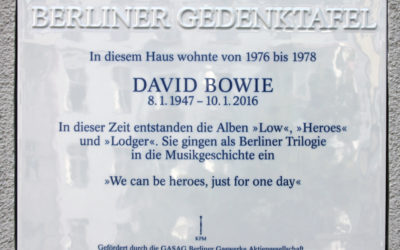 BERLINER GEDENKTAFEL
In diesem Haus wohnte von 1976 bis 1978
DAVID BOWIE
8. 1. 1947 – 10. 1. 2016
In dieser Zeit entstanden die Alben »Low«, »Heroes«
und »Lodger«. Sie gingen als Berliner Trilogie
in die Musikgeschichte ein
»We can be heroes, just for one day«
KPM
Gefördert durch die GASAG Berliner Gaswerke Aktiengesellschaft